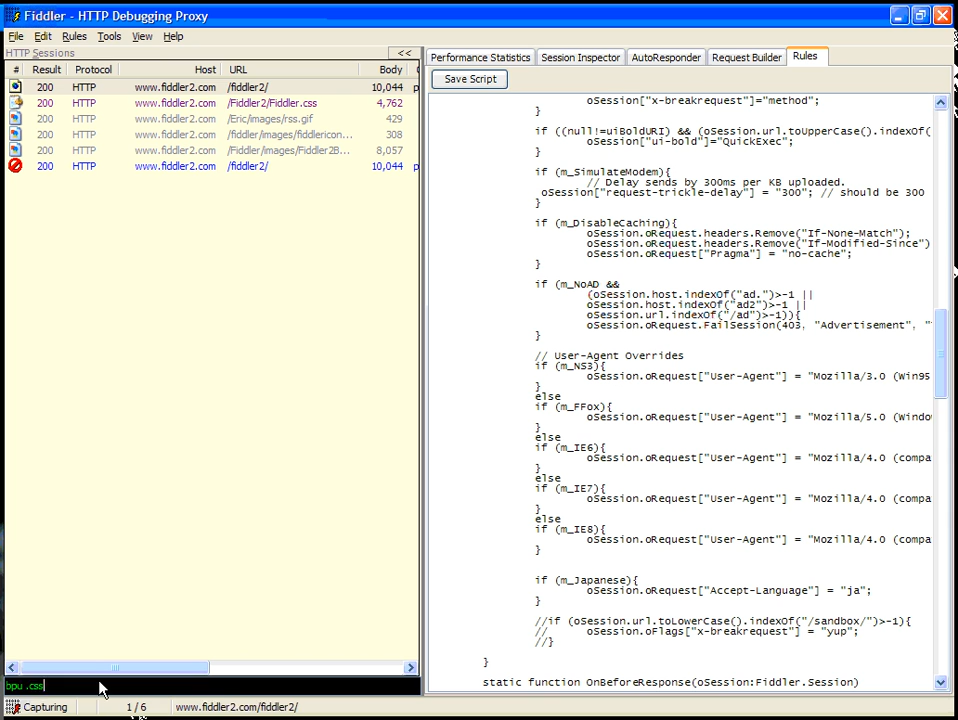 Fiddler - HTTP Debugging Proxy
File Edit Rules Tools View Help
HTTP Sessions <<
# Result Protocol Host URL Body
200 HTTP www.fiddler2.com /fiddler2/ 10,044
200 HTTP www.fiddler2.com /Fiddler2/Fiddler.css 4,762
200 HTTP www.fiddler2.com /Eric/images/rss.gif 429
200 HTTP www.fiddler2.com /fiddler/images/fiddlericon... 308
200 HTTP www.fiddler2.com /Fiddler/images/Fiddler2B... 8,057
200 HTTP www.fiddler2.com /fiddler2/ 10,044
bpu .css
Capturing 1 / 6 www.fiddler2.com/fiddler2/
Performance Statistics Session Inspector AutoResponder Request Builder Rules
Save Script
oSession["x-breakrequest"]="method";
}
if ((null!=uiBoldURI) && (oSession.url.toUpperCase().indexOf(
oSession["ui-bold"]="QuickExec";
}
if (m_SimulateModem){
// Delay sends by 300ms per KB uploaded.
oSession["request-trickle-delay"] = "300"; // Should be 300
}
if (m_DisableCaching){
oSession.oRequest.headers.Remove("If-None-Match");
oSession.oRequest.headers.Remove("If-Modified-Since")
oSession.oRequest["Pragma"] = "no-cache";
}
if (m_NoAD &&
(oSession.host.indexOf("ad.")>-1 ||
oSession.host.indexOf("ad2")>-1 ||
oSession.url.indexOf("/ad")>-1)){
oSession.oRequest.FailSession(403, "Advertisement", "
}
// User-Agent Overrides
if (m_NS3){
oSession.oRequest["User-Agent"] = "Mozilla/3.0 (Win95
}
else
if (m_FFox){
oSession.oRequest["User-Agent"] = "Mozilla/5.0 (Windo
}
else
if (m_IE6){
oSession.oRequest["User-Agent"] = "Mozilla/4.0 (compa
}
else
if (m_IE7){
oSession.oRequest["User-Agent"] = "Mozilla/4.0 (compa
}
else
if (m_IE8){
oSession.oRequest["User-Agent"] = "Mozilla/4.0 (compa
}
if (m_Japanese){
oSession.oRequest["Accept-Language"] = "ja";
}
//if (oSession.url.toLowerCase().indexOf("/sandbox/")>-1){
// oSession.oFlags["x-breakrequest"] = "yup";
//}
}
static function OnBeforeResponse(oSession:Fiddler.Session)